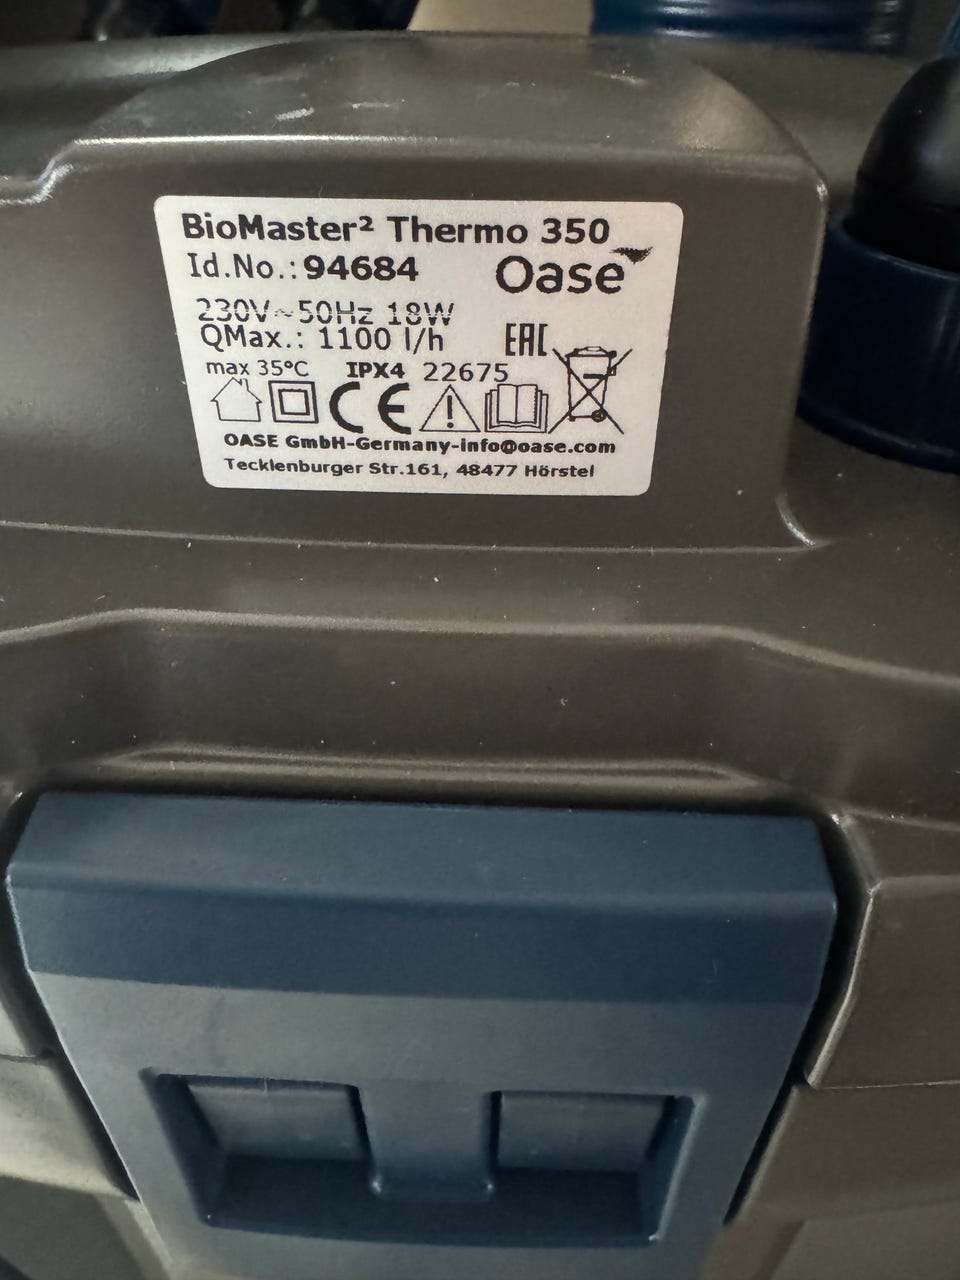 BioMaster² Thermo 350
Id.No.: 94684
Oase
230V~50Hz 18W
QMax.: 1100 l/h
EAC
max 35°C IPX4 22675
CE
OASE GmbH-Germany-info@oase.com
Tecklenburger Str.161, 48477 Hörstel